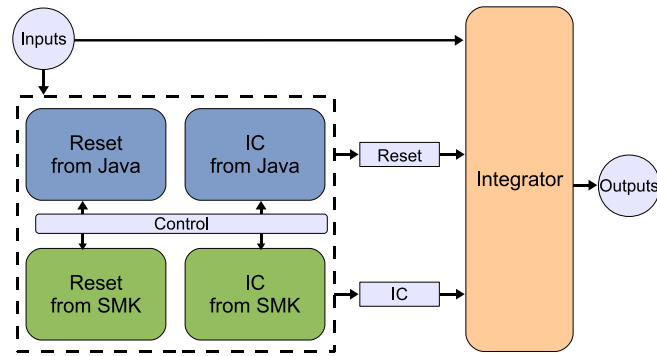 Inputs
Reset
from Java
IC
from Java
Reset
Integrator
Outputs
Control
Reset
from SMK
IC
from SMK
IC